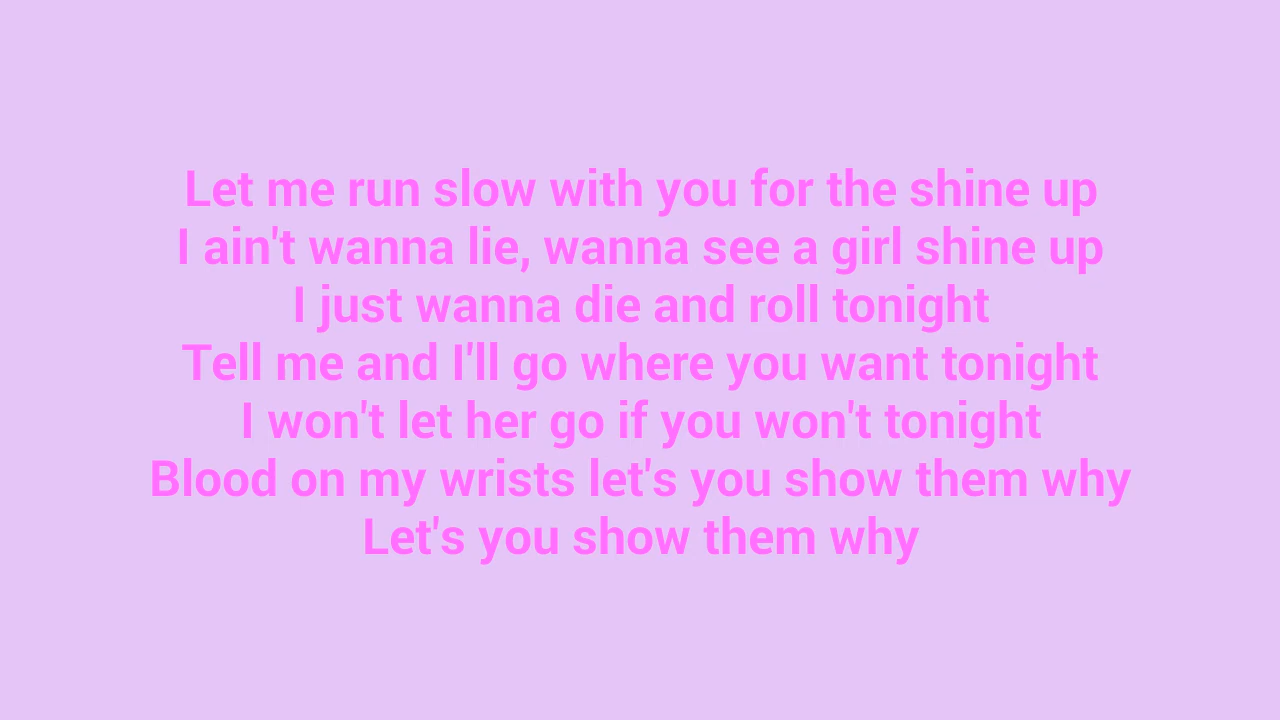 Let me run slow with you for the shine up
I ain't wanna lie, wanna see a girl shine up
I just wanna die and roll tonight
Tell me and I'll go where you want tonight
I won't let her go if you won't tonight
Blood on my wrists let's you show them why
Let's you show them why